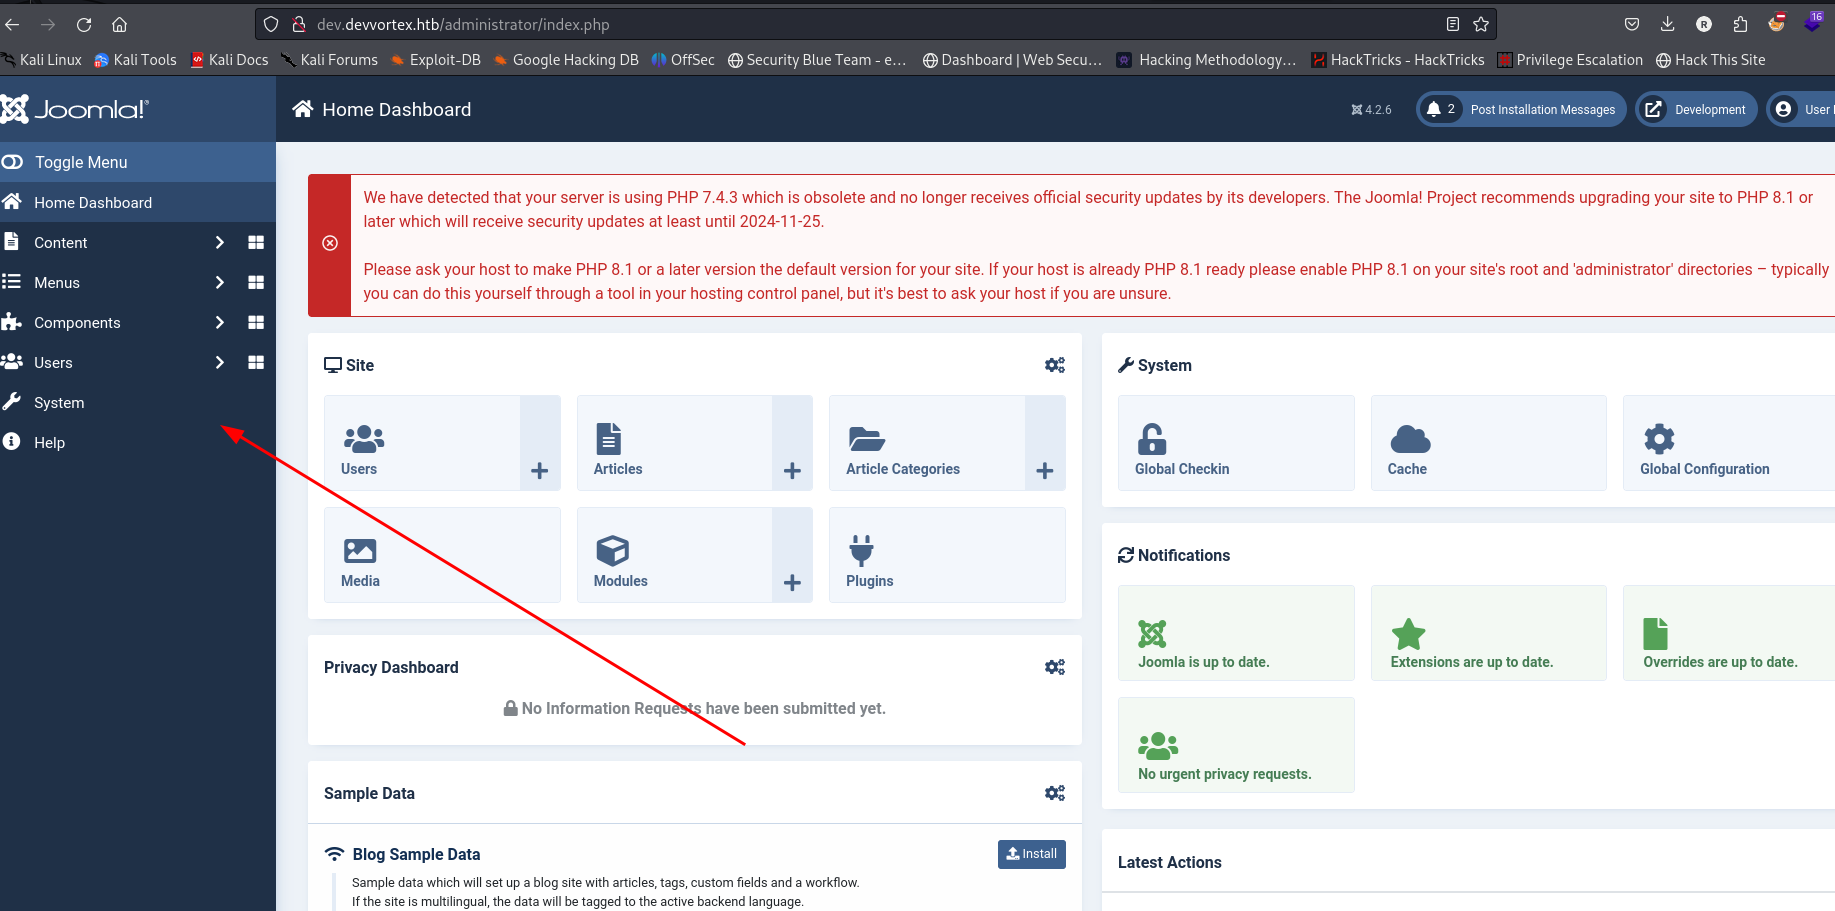 dev.devvortex.htb/administrator/index.php
16
Kali Linux Kali Tools Kali Docs Kali Forums Exploit-DB Google Hacking DB OffSec Security Blue Team - e… Dashboard | Web Secu… Hacking Methodology… HackTricks - HackTricks Privilege Escalation Hack This Site
Joomla!®
Home Dashboard
4.2.6
2 Post Installation Messages
Development
User
Toggle Menu
Home Dashboard
Content
Menus
Components
Users
System
Help
We have detected that your server is using PHP 7.4.3 which is obsolete and no longer receives official security updates by its developers. The Joomla! Project recommends upgrading your site to PHP 8.1 or
later which will receive security updates at least until 2024-11-25.
Please ask your host to make PHP 8.1 or a later version the default version for your site. If your host is already PHP 8.1 ready please enable PHP 8.1 on your site's root and 'administrator' directories – typically
you can do this yourself through a tool in your hosting control panel, but it's best to ask your host if you are unsure.
Site
Users
Articles
Article Categories
Media
Modules
Plugins
Privacy Dashboard
No Information Requests have been submitted yet.
Sample Data
Blog Sample Data
Install
Sample data which will set up a blog site with articles, tags, custom fields and a workflow.
If the site is multilingual, the data will be tagged to the active backend language.
System
Global Checkin
Cache
Global Configuration
Notifications
Joomla is up to date.
Extensions are up to date.
Overrides are up to date.
No urgent privacy requests.
Latest Actions